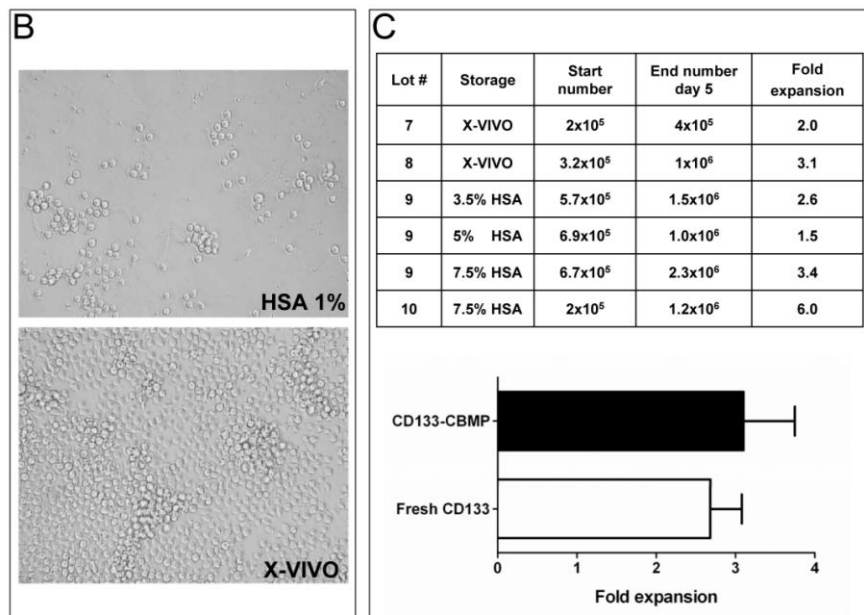 B
HSA 1%
X-VIVO
C
Lot # Storage Start number End number day 5 Fold expansion
7 X-VIVO 2x10⁵ 4x10⁵ 2.0
8 X-VIVO 3.2x10⁵ 1x10⁶ 3.1
9 3.5% HSA 5.7x10⁵ 1.5x10⁶ 2.6
9 5% HSA 6.9x10⁵ 1.0x10⁶ 1.5
9 7.5% HSA 6.7x10⁵ 2.3x10⁶ 3.4
10 7.5% HSA 2x10⁵ 1.2x10⁶ 6.0
CD133-CBMP
Fresh CD133
0 1 2 3 4
Fold expansion